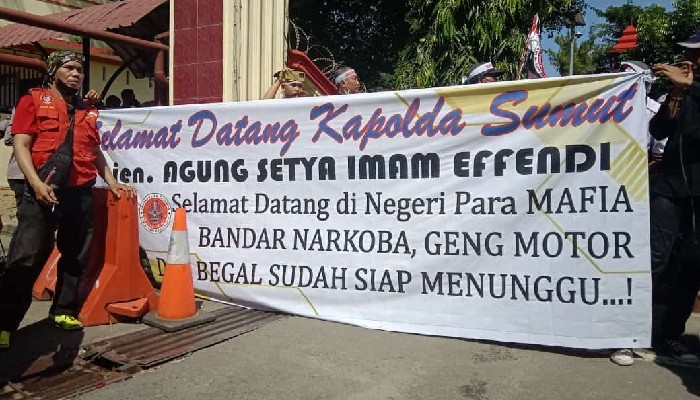 Selamat Datang Kapolda Sumut
jen. AGUNG SETYA IMAM EFFENDI
Selamat Datang di Negeri Para MAFIA
BANDAR NARKOBA, GENG MOTOR
BEGAL SUDAH SIAP MENUNGGU...!